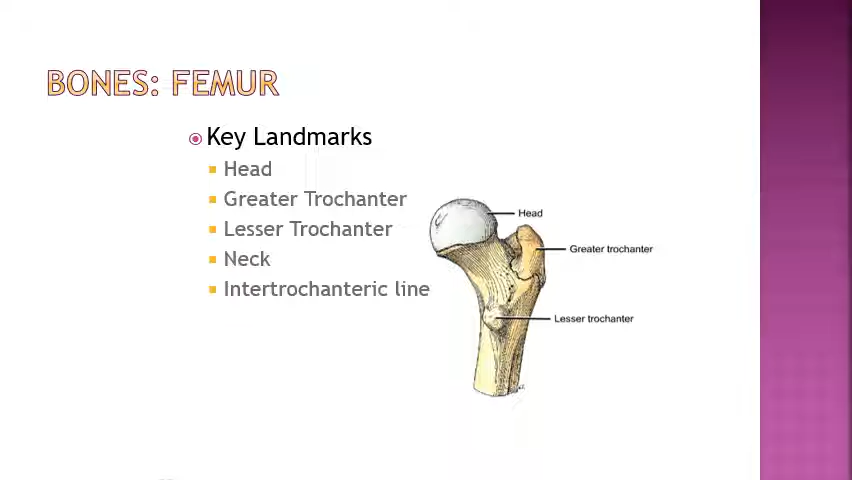 BONES: FEMUR
Key Landmarks
Head
Greater Trochanter
Lesser Trochanter
Neck
Intertrochanteric line
Head
Greater trochanter
Lesser trochanter